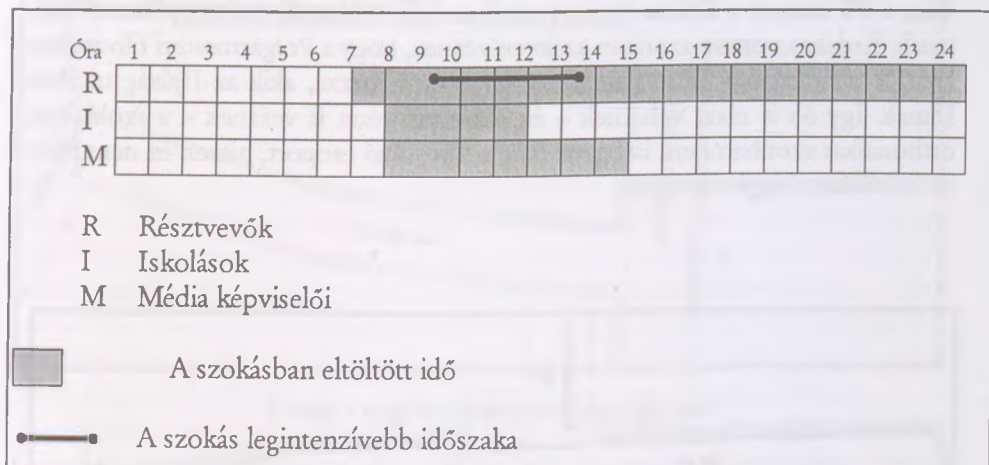 Óra 1 2 3 4 5 6 7 8 9 10 11 12 13 14 15 16 17 18 19 20 21 22 23 24
R
I
M
R Résztvevők
I Iskolások
M Média képviselői
A szokásban eltöltött idő
A szokás legintenzívebb időszaka